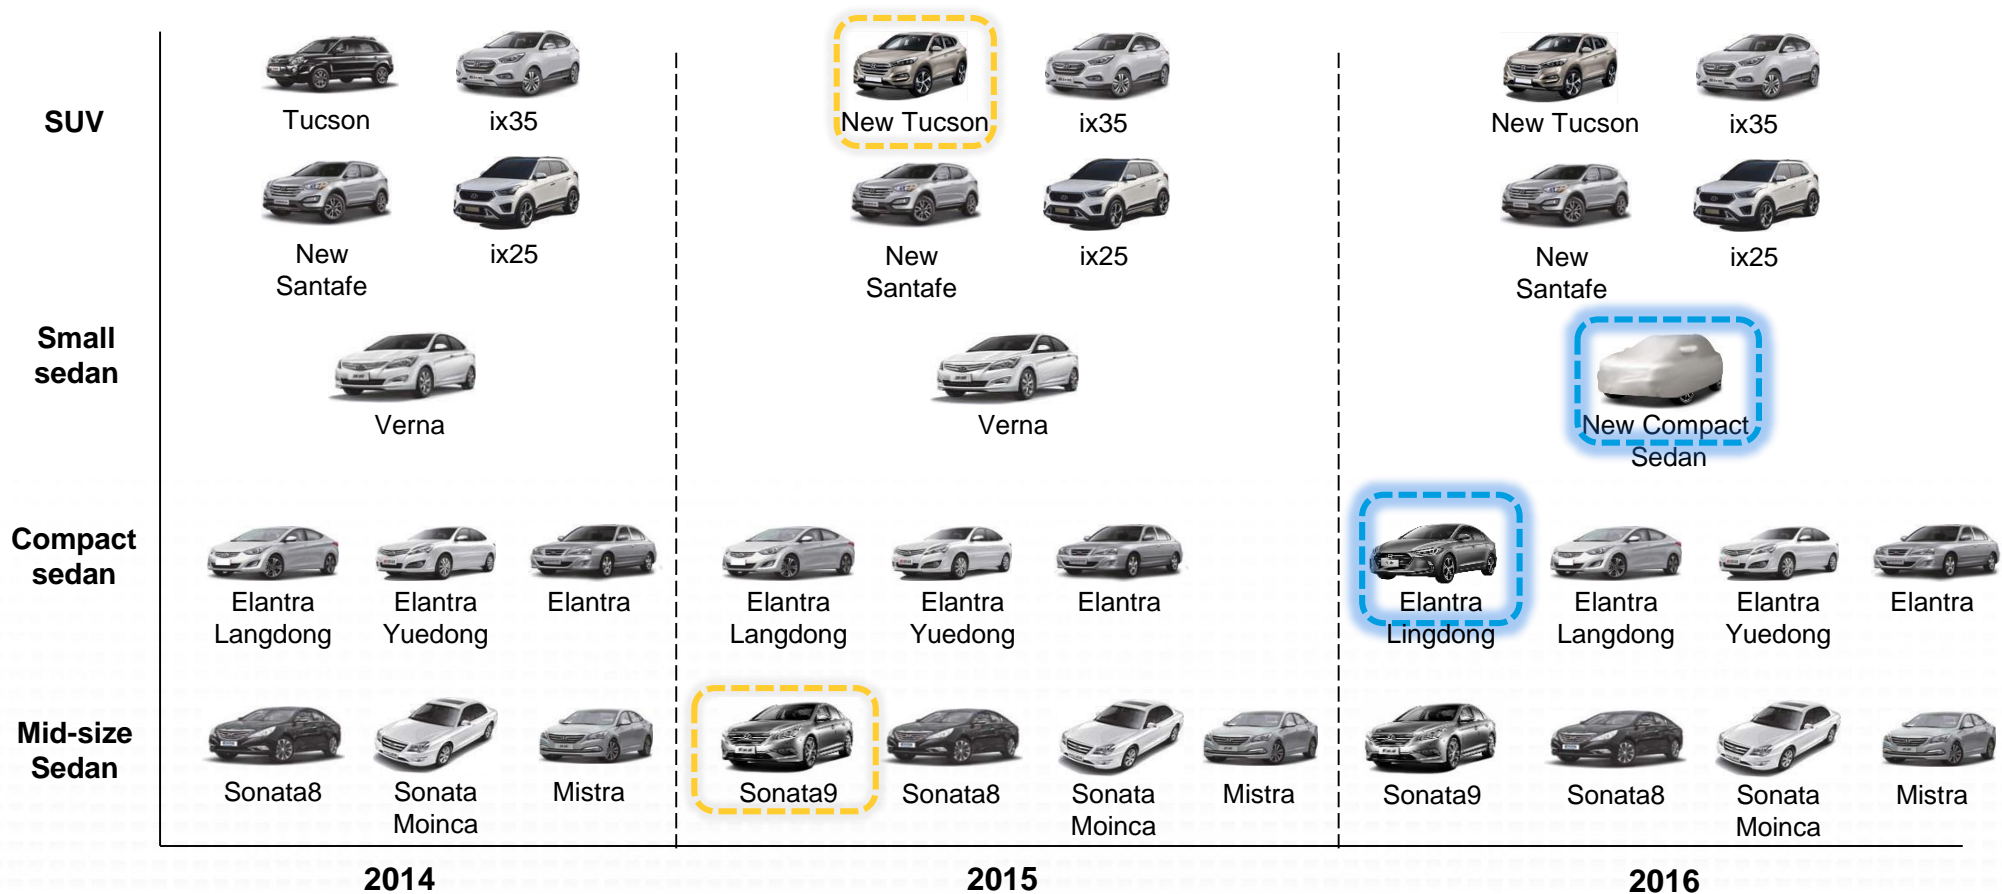 SUV
Tucson
ix35
New Tucson
ix35
New Tucson
ix35
New
Santafe
ix25
New
Santafe
ix25
New
Santafe
ix25
Small
sedan
Verna
Verna
New Compact
Sedan
Compact
sedan
Elantra
Langdong
Elantra
Yuedong
Elantra
Elantra
Langdong
Elantra
Yuedong
Elantra
Elantra
Lingdong
Elantra
Langdong
Elantra
Yuedong
Elantra
Mid-size
Sedan
Sonata8
Sonata
Moinca
Mistra
Sonata9
Sonata8
Sonata
Moinca
Mistra
Sonata9
Sonata8
Sonata
Moinca
Mistra
2014
2015
2016